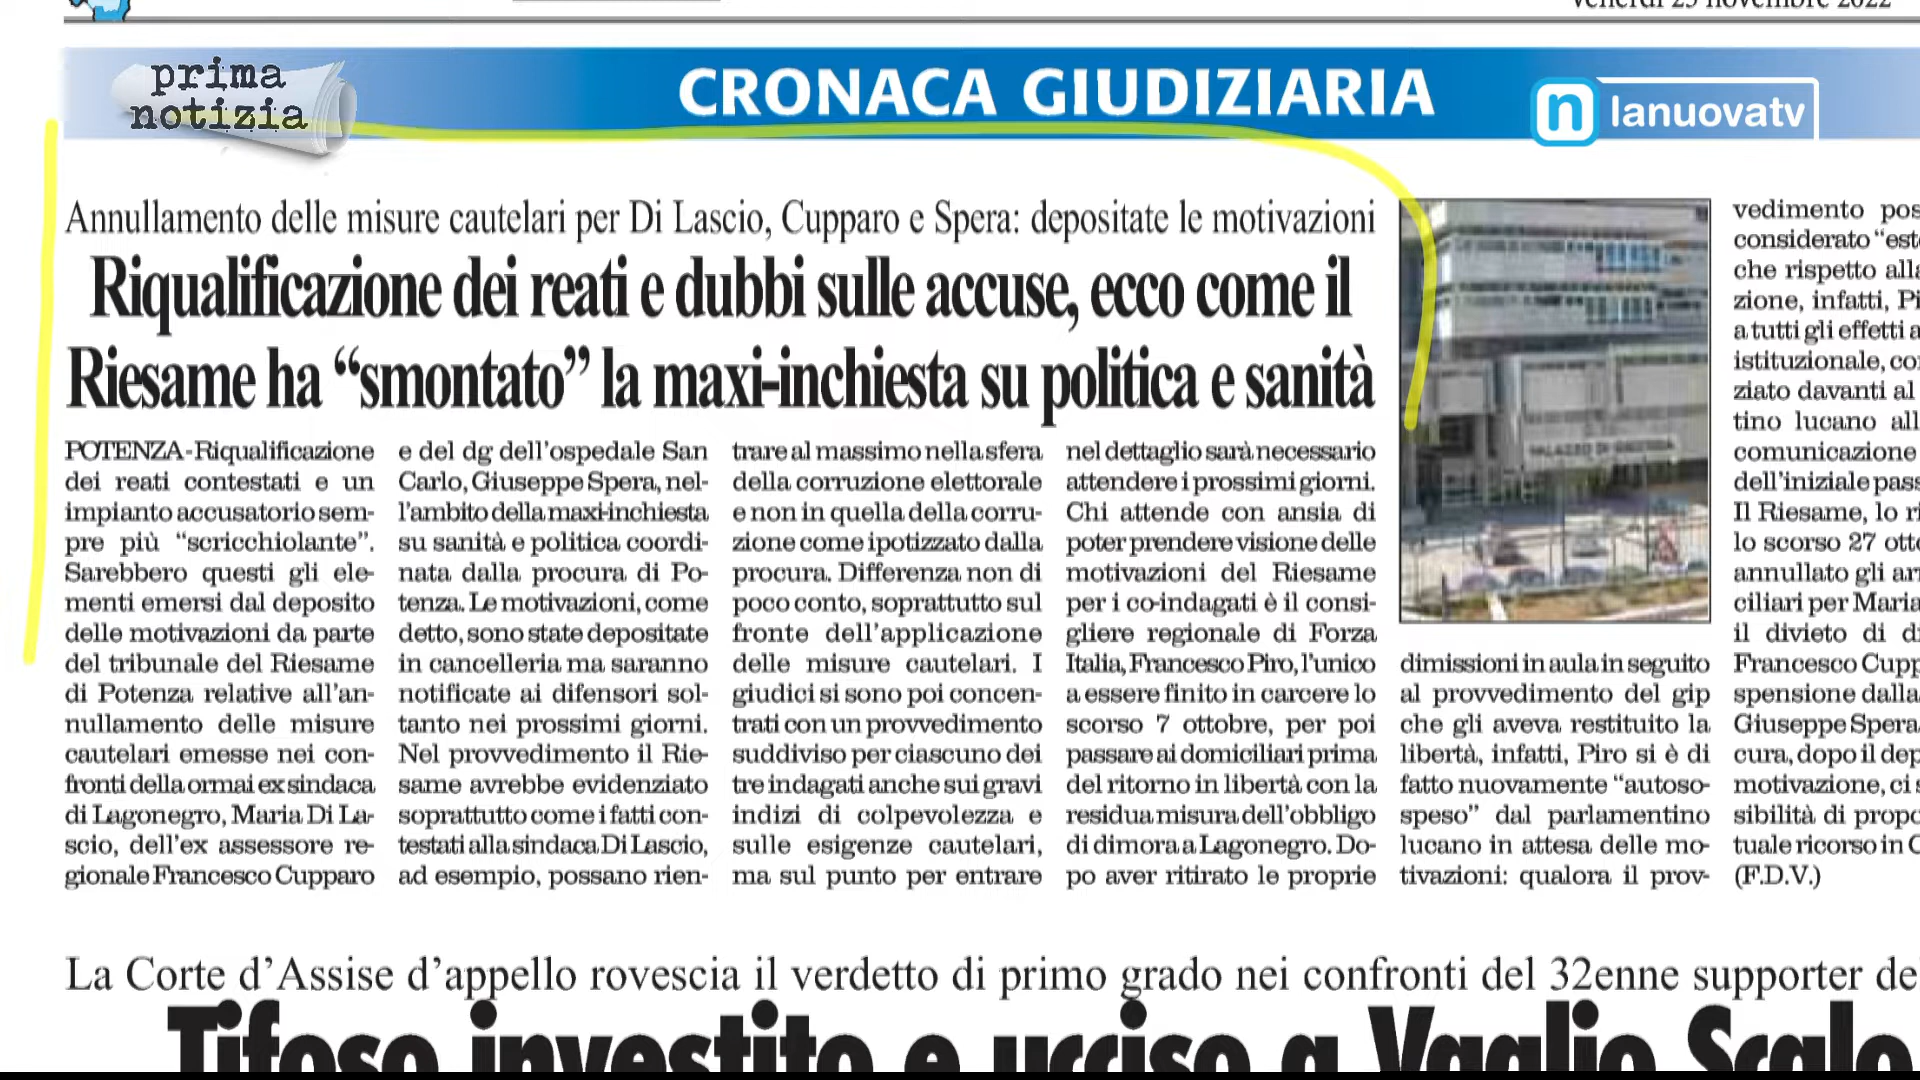 Venerdì 25 novembre 2022
prima
notizia
CRONACA GIUDIZIARIA
n lanuovatv
Annullamento delle misure cautelari per Di Lascio, Cupparo e Spera: depositate le motivazioni
Riqualificazione dei reati e dubbi sulle accuse, ecco come il
Riesame ha “smontato” la maxi-inchiesta su politica e sanità
POTENZA-Riqualificazione
dei reati contestati e un
impianto accusatorio sem-
pre più “scricchiolante”.
Sarebbero questi gli ele-
menti emersi dal deposito
delle motivazioni da parte
del tribunale del Riesame
di Potenza relative all’an-
nullamento delle misure
cautelari emesse nei con-
fronti della ormai ex sindaca
di Lagonegro, Maria Di La-
scio, dell’ex assessore re-
gionale Francesco Cupparo
e del dg dell’ospedale San
Carlo, Giuseppe Spera, nel-
l’ambito della maxi-inchiesta
su sanità e politica coordi-
nata dalla procura di Po-
tenza. Le motivazioni, come
detto, sono state depositate
in cancelleria ma saranno
notificate ai difensori sol-
tanto nei prossimi giorni.
Nel provvedimento il Rie-
same avrebbe evidenziato
soprattutto come i fatti con-
testati alla sindaca Di Lascio,
ad esempio, possano rien-
trare al massimo nella sfera
della corruzione elettorale
e non in quella della corru-
zione come ipotizzato dalla
procura. Differenza non di
poco conto, soprattutto sul
fronte dell’applicazione
delle misure cautelari. I
giudici si sono poi concen-
trati con un provvedimento
suddiviso per ciascuno dei
tre indagati anche sui gravi
indizi di colpevolezza e
sulle esigenze cautelari,
ma sul punto per entrare
nel dettaglio sarà necessario
attendere i prossimi giorni.
Chi attende con ansia di
poter prendere visione delle
motivazioni del Riesame
per i co-indagati è il consi-
gliere regionale di Forza
Italia, Francesco Piro, l’unico
a essere finito in carcere lo
scorso 7 ottobre, per poi
passare ai domiciliari prima
del ritorno in libertà con la
residua misura dell’obbligo
di dimora a Lagonegro. Do-
po aver ritirato le proprie
PALAZZO DI GIUSTIZIA
dimissioni in aula in seguito
al provvedimento del gip
che gli aveva restituito la
libertà, infatti, Piro si è di
fatto nuovamente “autoso-
speso” dal parlamentino
lucano in attesa delle mo-
tivazioni: qualora il prov-
vedimento pos
considerato “este
che rispetto alla
zione, infatti, Pi
a tutti gli effetti a
istituzionale, con
ziato davanti al
tino lucano all
comunicazione
dell’iniziale pass
Il Riesame, lo ri
lo scorso 27 otto
annullato gli arr
ciliari per Maria
il divieto di di
Francesco Cupp
spensione dalla
Giuseppe Spera
cura, dopo il dep
motivazione, ci s
sibilità di propo
tuale ricorso in C
(F.D.V.)
La Corte d’Assise d’appello rovescia il verdetto di primo grado nei confronti del 32enne supporter de
Tifoso investito e ucciso a Vaglio Scalo